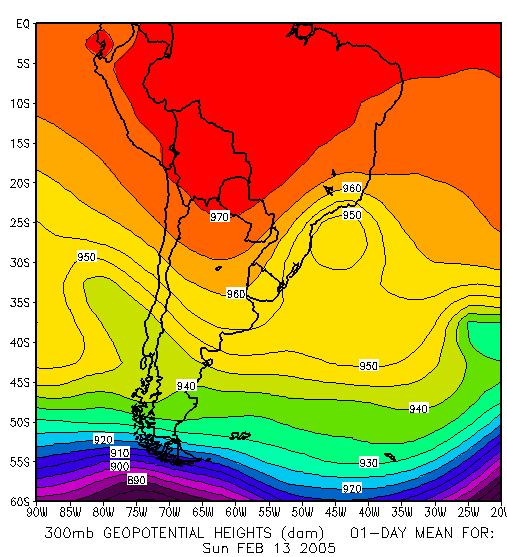 EQ
5S
10S
15S
20S
25S
30S
35S
40S
45S
50S
55S
60S
960
950
970
950
960
950
940
940
920
910
900
890
930
920
90W 85W 80W 75W 70W 65W 60W 55W 50W 45W 40W 35W 30W 25W 20W
300mb GEOPOTENTIAL HEIGHTS (dam) 01-DAY MEAN FOR:
Sun FEB 13 2005